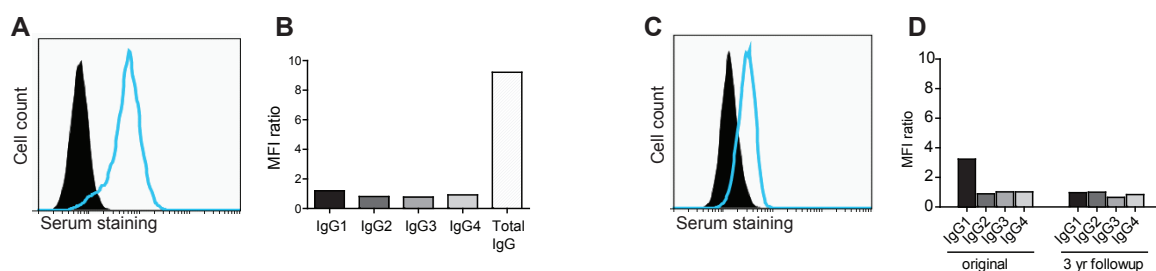 A
Cell count
Serum staining
B
MFI ratio
10
8
6
4
2
0
IgG1
IgG2
IgG3
IgG4
Total
IgG
C
Cell count
Serum staining
D
MFI ratio
10
8
6
4
2
0
IgG1
IgG2
IgG3
IgG4
IgG1
IgG2
IgG3
IgG4
original
3 yr followup